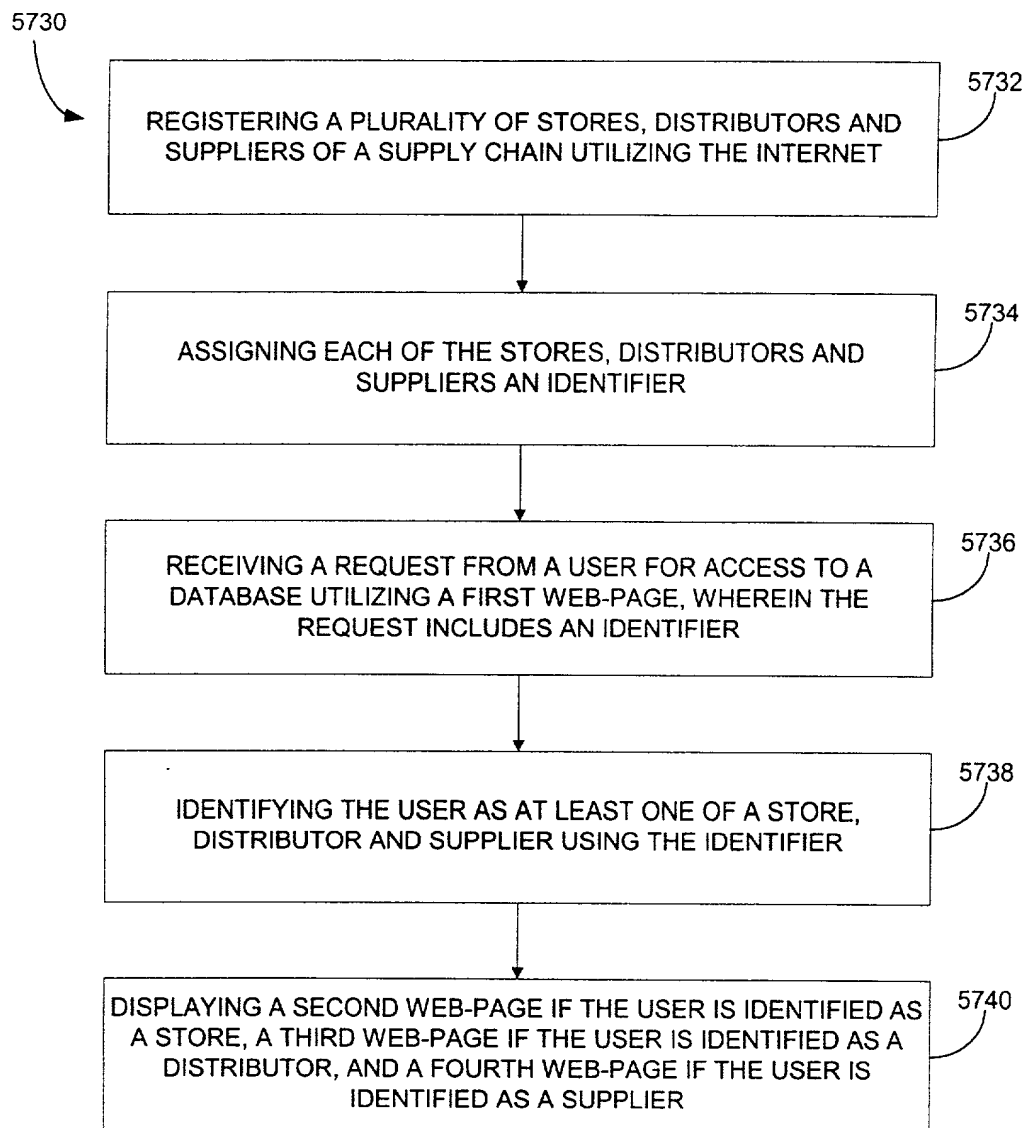 5730
5732
REGISTERING A PLURALITY OF STORES, DISTRIBUTORS AND
SUPPLIERS OF A SUPPLY CHAIN UTILIZING THE INTERNET
5734
ASSIGNING EACH OF THE STORES, DISTRIBUTORS AND
SUPPLIERS AN IDENTIFIER
5736
RECEIVING A REQUEST FROM A USER FOR ACCESS TO A
DATABASE UTILIZING A FIRST WEB-PAGE, WHEREIN THE
REQUEST INCLUDES AN IDENTIFIER
5738
IDENTIFYING THE USER AS AT LEAST ONE OF A STORE,
DISTRIBUTOR AND SUPPLIER USING THE IDENTIFIER
5740
DISPLAYING A SECOND WEB-PAGE IF THE USER IS IDENTIFIED AS
A STORE, A THIRD WEB-PAGE IF THE USER IS IDENTIFIED AS A
DISTRIBUTOR, AND A FOURTH WEB-PAGE IF THE USER IS
IDENTIFIED AS A SUPPLIER